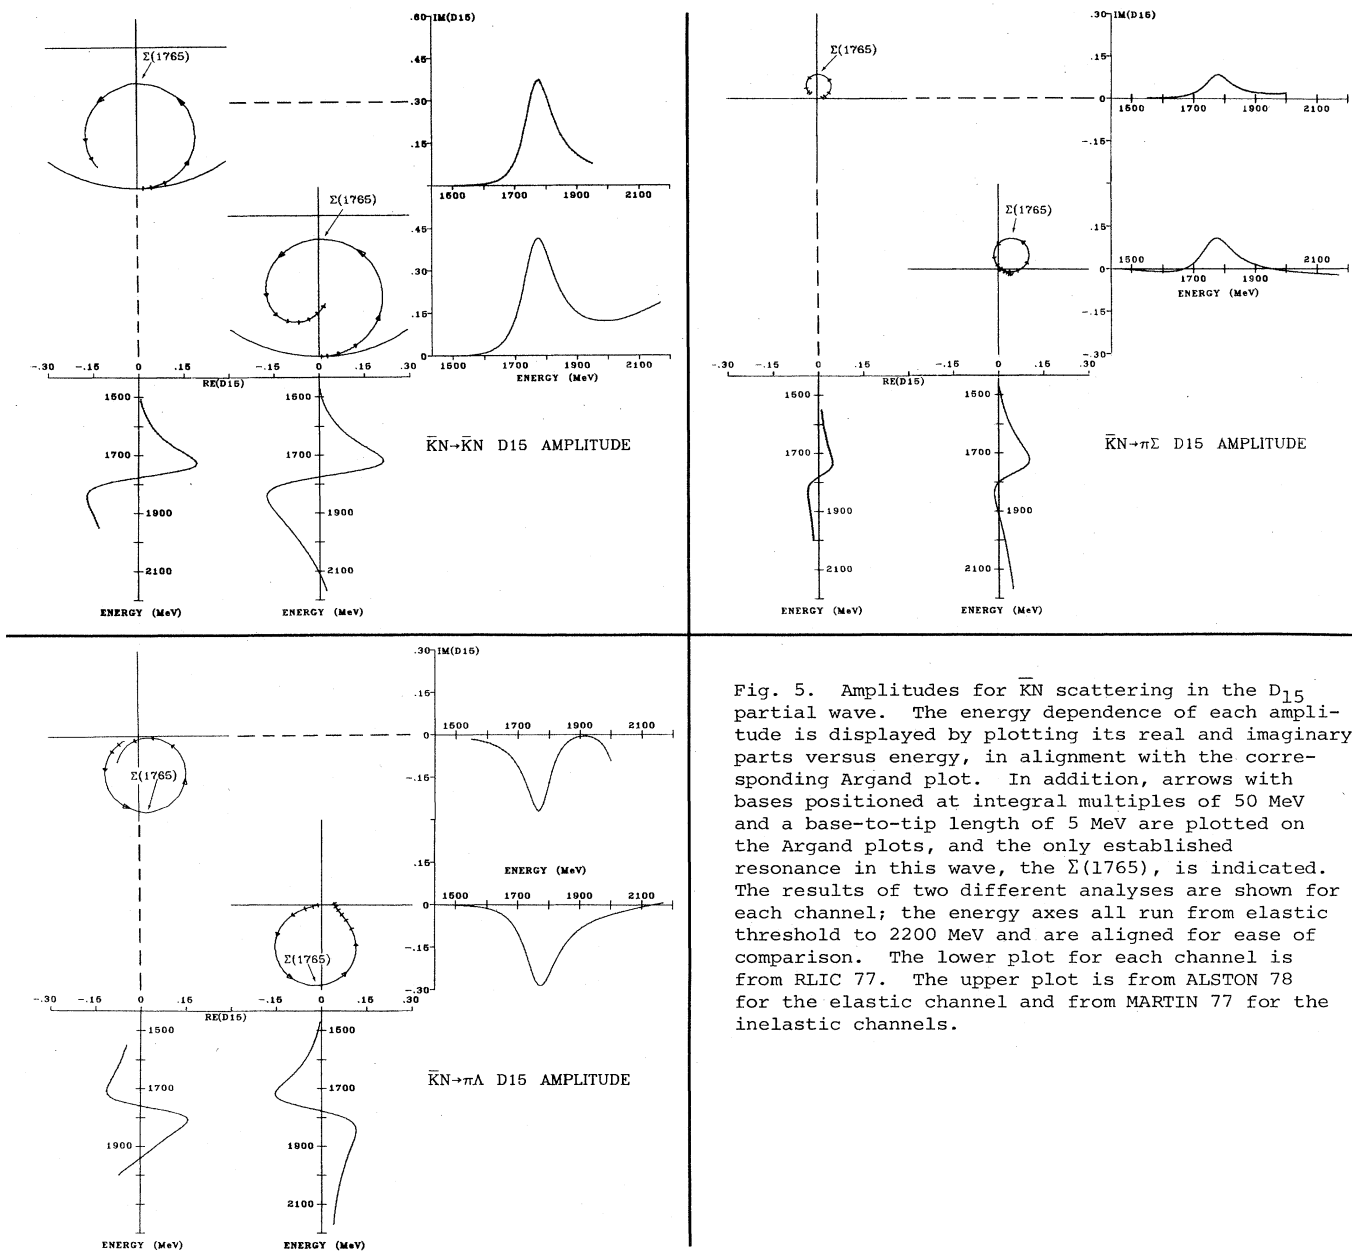 .60 IM(D15)
Σ(1765)
.45
.30
.15
0
1500 1700 1900 2100
Σ(1765)
.45
.30
.15
0
1500 1700 1900 2100
ENERGY (MeV)
-.30 -.15 0 .15 -.15 0 .15 .30
RE(D15)
1500
1700
1900
2100
ENERGY (MeV)
1500
1700
1900
2100
ENERGY (MeV)
K̅N→K̅N D15 AMPLITUDE
.30 IM(D15)
Σ(1765)
.15
0
1500 1700 1900 2100
-.15
Σ(1765)
.15
0
1500 1700 1900 2100
ENERGY (MeV)
-.15
-.30
-.30 -.15 0 .15 -.15 0 .15 .30
RE(D15)
1500
1700
1900
2100
ENERGY (MeV)
1500
1700
1900
2100
ENERGY (MeV)
K̅N→πΣ D15 AMPLITUDE
.30 IM(D15)
.15
1500 1700 1900 2100
0
Σ(1765)
-.15
.15
ENERGY (MeV)
1500 1700 1900 2100
0
-.15
Σ(1765)
-.30
-.30 -.15 0 .15 -.15 0 .15 .30
RE(D15)
1500
1700
1900
ENERGY (MeV)
1500
1700
1900
2100
ENERGY (MeV)
K̅N→πΛ D15 AMPLITUDE
Fig. 5. Amplitudes for K̅N scattering in the D15
partial wave. The energy dependence of each ampli-
tude is displayed by plotting its real and imaginary
parts versus energy, in alignment with the corre-
sponding Argand plot. In addition, arrows with
bases positioned at integral multiples of 50 MeV
and a base-to-tip length of 5 MeV are plotted on
the Argand plots, and the only established
resonance in this wave, the Σ(1765), is indicated.
The results of two different analyses are shown for
each channel; the energy axes all run from elastic
threshold to 2200 MeV and are aligned for ease of
comparison. The lower plot for each channel is
from RLIC 77. The upper plot is from ALSTON 78
for the elastic channel and from MARTIN 77 for the
inelastic channels.